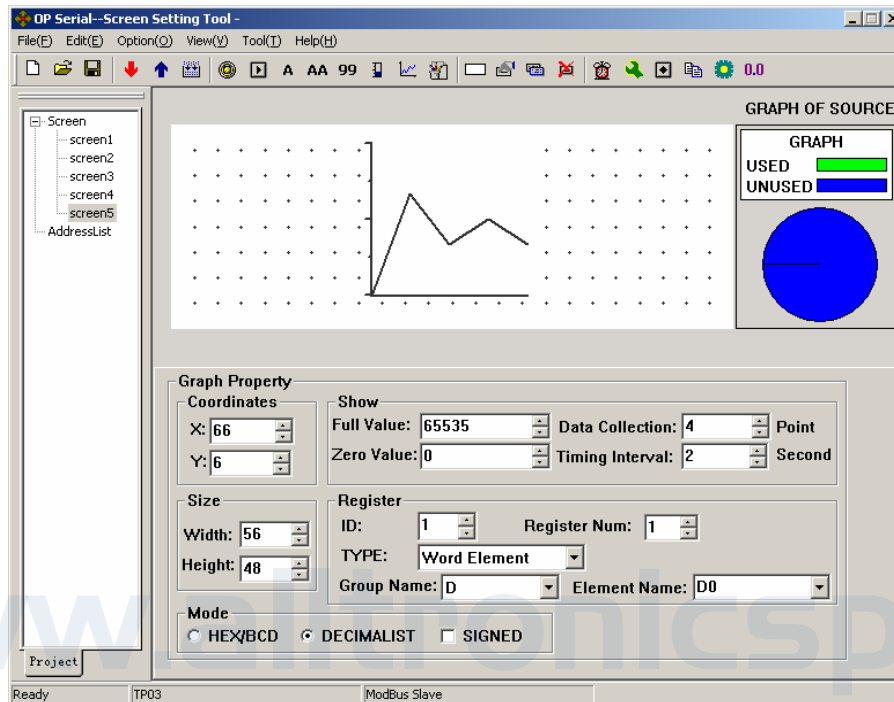 OP Serial--Screen Setting Tool -
File(F) Edit(E) Option(O) View(V) Tool(T) Help(H)
A AA 99 0.0
Screen
screen1
screen2
screen3
screen4
screen5
AddressList
GRAPH OF SOURCE
GRAPH
USED
UNUSED
Graph Property
Coordinates
X: 66
Y: 6
Show
Full Value: 65535 Data Collection: 4 Point
Zero Value: 0 Timing Interval: 2 Second
Size
Width: 56
Height: 48
Register
ID: 1 Register Num: 1
TYPE: Word Element
Group Name: D Element Name: D0
Mode
HEX/BCD DECIMALIST SIGNED
www.alltronicsp
Project
Ready TP03 ModBus Slave